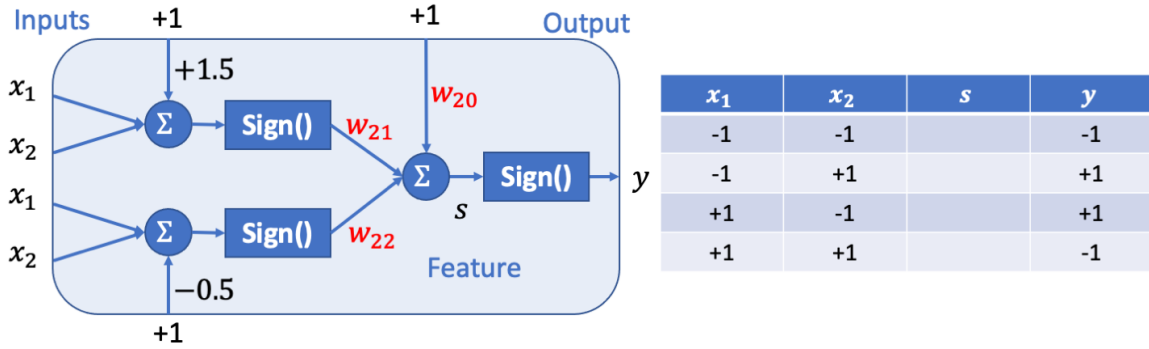 Inputs
+1
+1
Output
+1.5
x₁
x₂
Σ
Sign()
w₂₁
w₂₀
Σ
s
Sign()
y
x₁
x₂
Σ
Sign()
w₂₂
−0.5
+1
Feature
x₁ x₂ s y
-1 -1 -1
-1 +1 +1
+1 -1 +1
+1 +1 -1